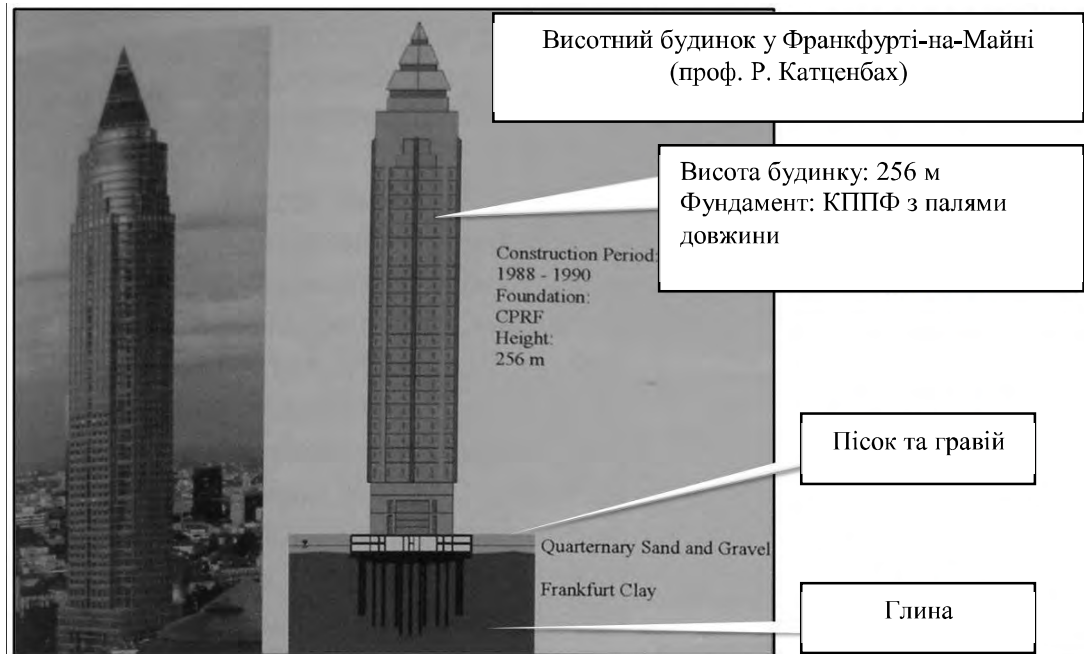 Висотний будинок у Франкфурті-на-Майні
(проф. Р. Катценбах)
Висота будинку: 256 м
Фундамент: КППФ з палями
довжини
Construction Period:
1988 - 1990
Foundation:
CPRF
Height:
256 m
Пісок та гравій
Quarternary Sand and Gravel
Frankfurt Clay
Глина